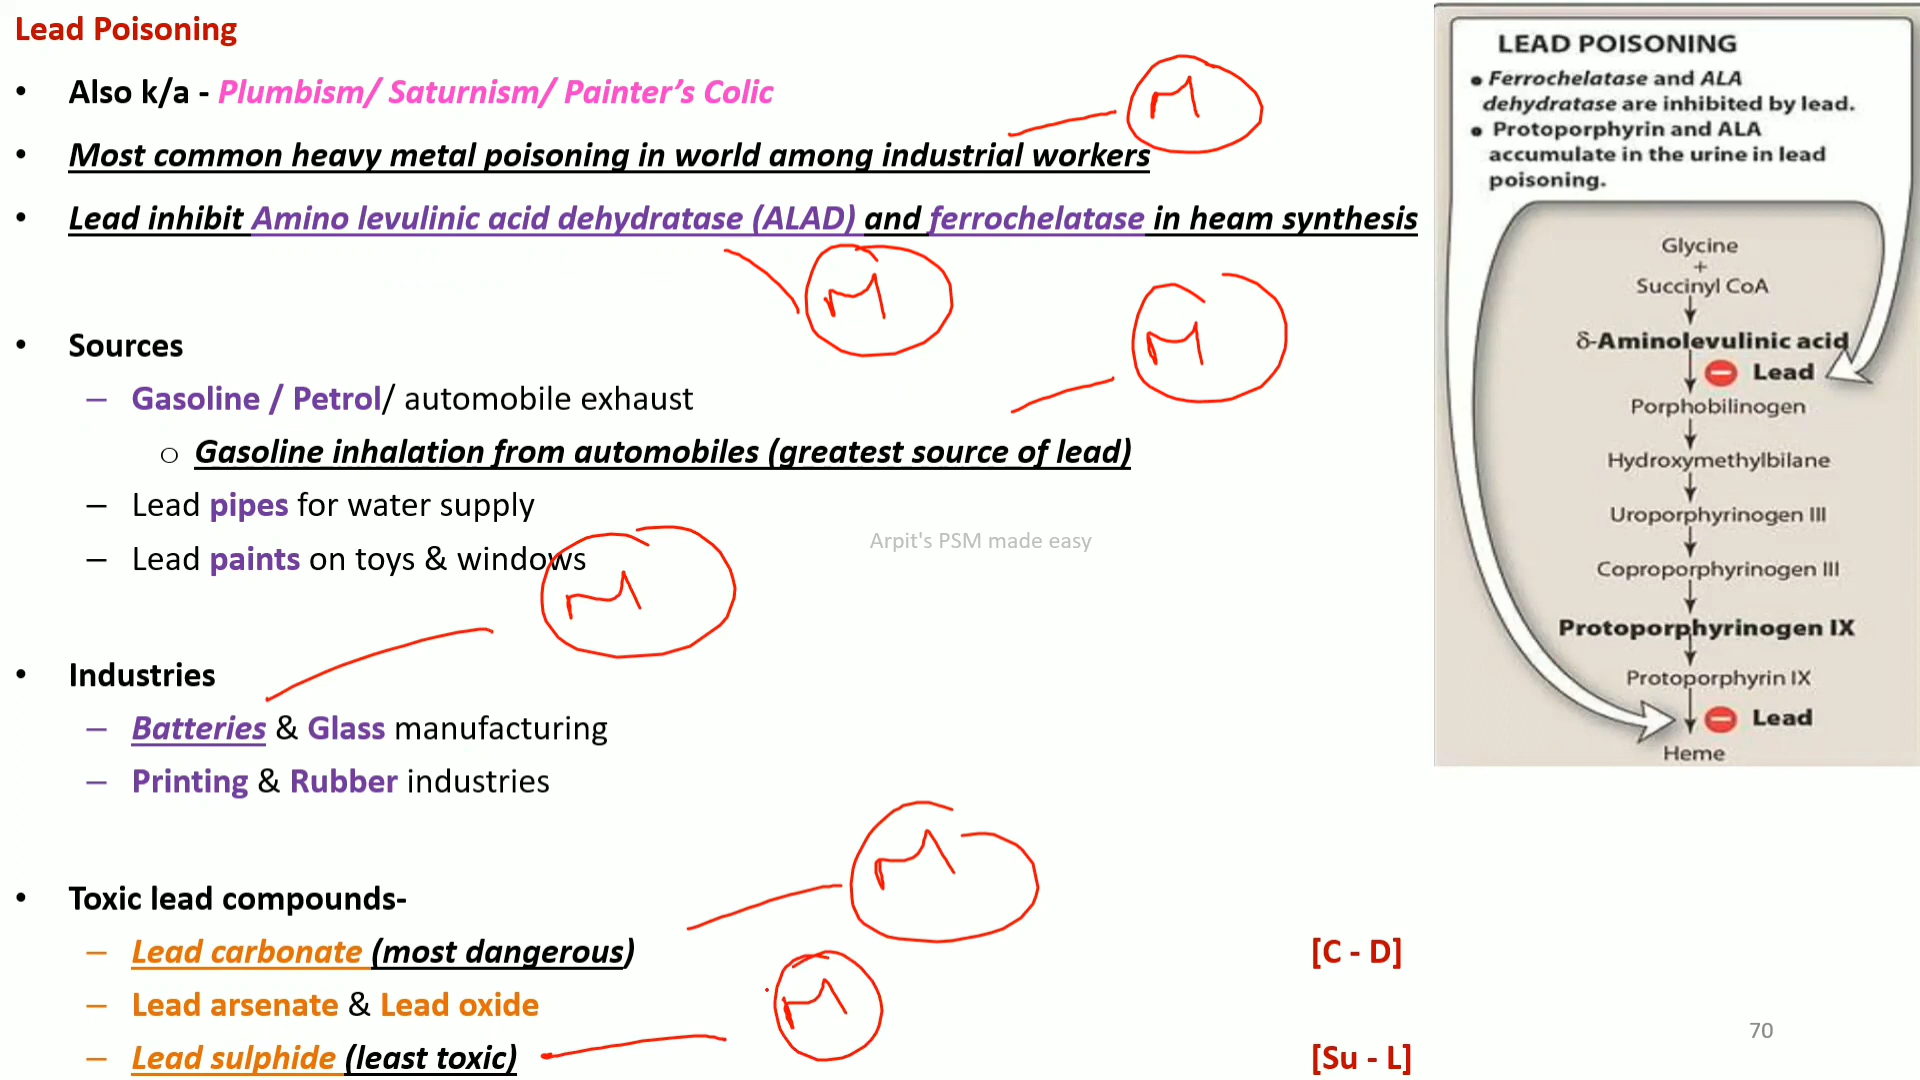 Lead Poisoning
• Also k/a - Plumbism/ Saturnism/ Painter’s Colic
• Most common heavy metal poisoning in world among industrial workers
• Lead inhibit Amino levulinic acid dehydratase (ALAD) and ferrochelatase in heam synthesis
• Sources
– Gasoline / Petrol/ automobile exhaust
o Gasoline inhalation from automobiles (greatest source of lead)
– Lead pipes for water supply
– Lead paints on toys & windows
• Industries
– Batteries & Glass manufacturing
– Printing & Rubber industries
• Toxic lead compounds-
– Lead carbonate (most dangerous)
[C - D]
– Lead arsenate & Lead oxide
– Lead sulphide (least toxic)
[Su - L]
M
M
M
M
M
M
Arpit's PSM made easy
LEAD POISONING
• Ferrochelatase and ALA
dehydratase are inhibited by lead.
• Protoporphyrin and ALA
accumulate in the urine in lead
poisoning.
Glycine
+
Succinyl CoA
δ-Aminolevulinic acid
Lead
Porphobilinogen
Hydroxymethylbilane
Uroporphyrinogen III
Coproporphyrinogen III
Protoporphyrinogen IX
Protoporphyrin IX
Lead
Heme
70